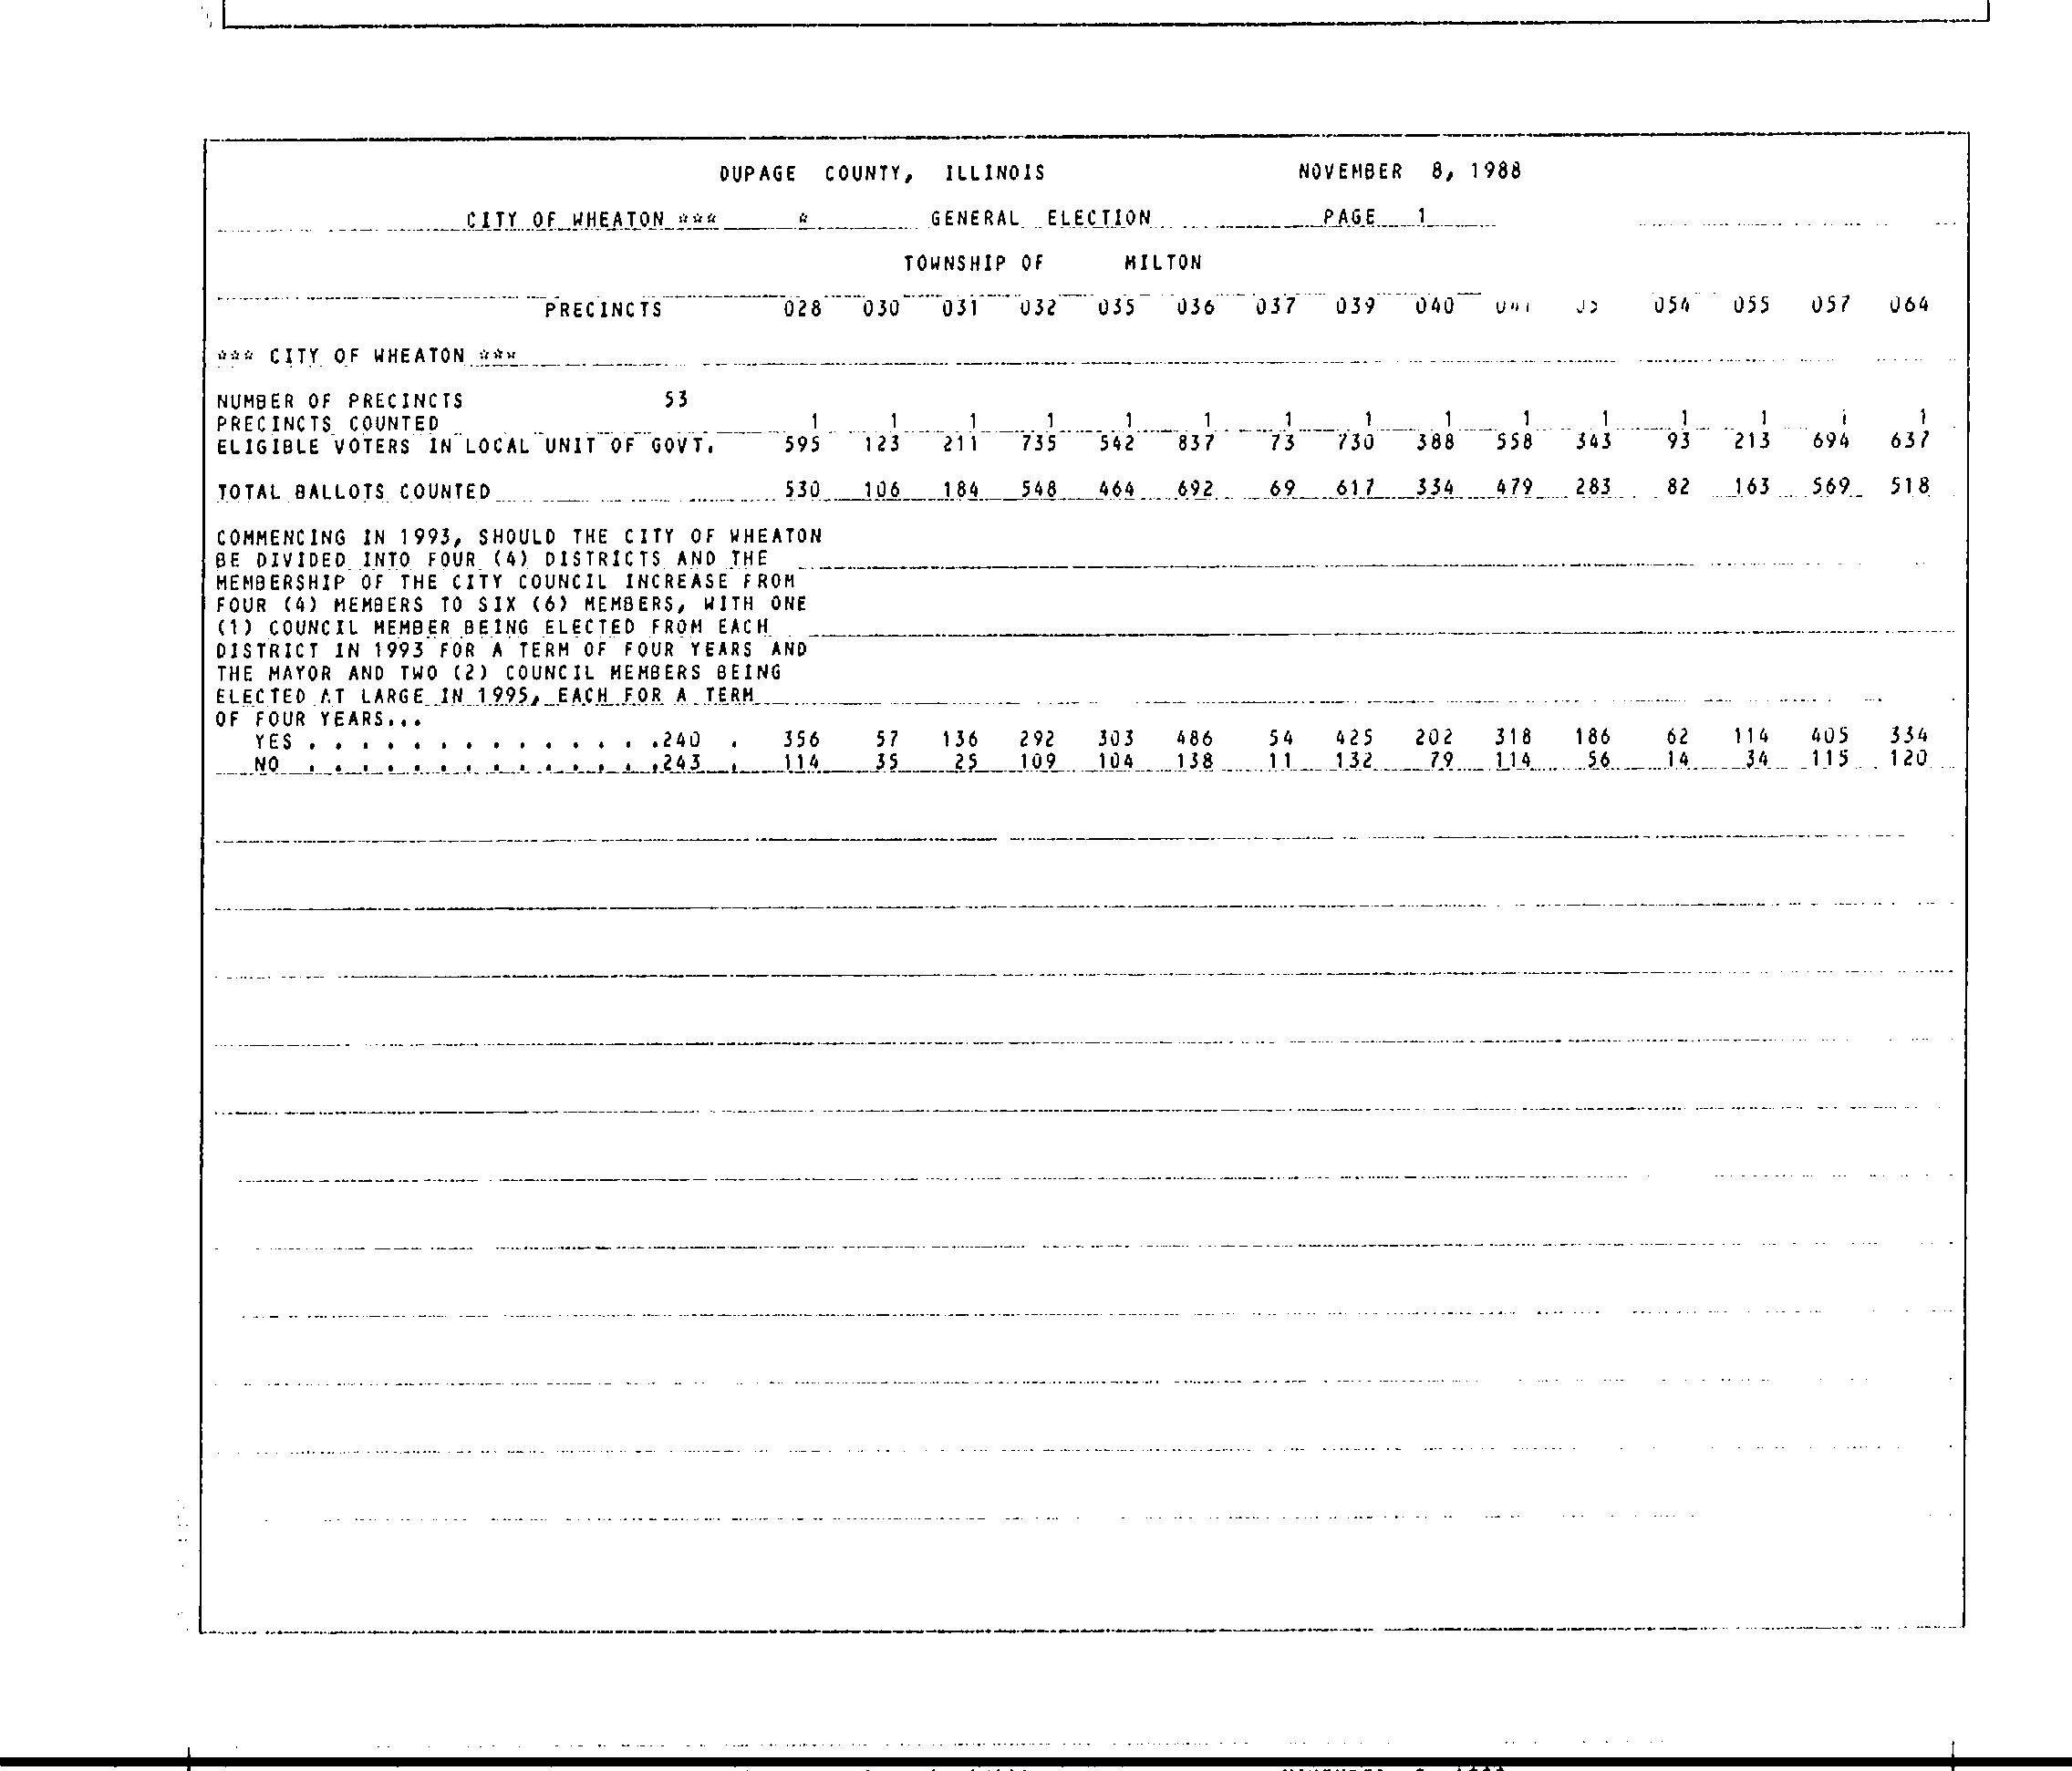 DUPAGE COUNTY, ILLINOIS NOVEMBER 8, 1988
CITY OF WHEATON *** * GENERAL ELECTION PAGE 1
TOWNSHIP OF MILTON
PRECINCTS 028 030 031 032 035 036 037 039 040 054 055 057 064
*** CITY OF WHEATON ***
NUMBER OF PRECINCTS 53
PRECINCTS COUNTED 1 1 1 1 1 1 1 1 1 1 1 1 1 1 1
ELIGIBLE VOTERS IN LOCAL UNIT OF GOVT. 595 123 211 735 542 837 73 730 388 558 343 93 213 694 637
TOTAL BALLOTS COUNTED 530 106 184 548 464 692 69 617 334 479 283 82 163 569 518
COMMENCING IN 1993, SHOULD THE CITY OF WHEATON
BE DIVIDED INTO FOUR (4) DISTRICTS AND THE
MEMBERSHIP OF THE CITY COUNCIL INCREASE FROM
FOUR (4) MEMBERS TO SIX (6) MEMBERS, WITH ONE
(1) COUNCIL MEMBER BEING ELECTED FROM EACH
DISTRICT IN 1993 FOR A TERM OF FOUR YEARS AND
THE MAYOR AND TWO (2) COUNCIL MEMBERS BEING
ELECTED AT LARGE IN 1995, EACH FOR A TERM
OF FOUR YEARS...
YES . . . . . . . . . . . . . .240 . 356 57 136 292 303 486 54 425 202 318 186 62 114 405 334
NO . . . . . . . . . . . . . .243 . 114 35 25 109 104 138 11 132 79 114 56 14 34 115 120